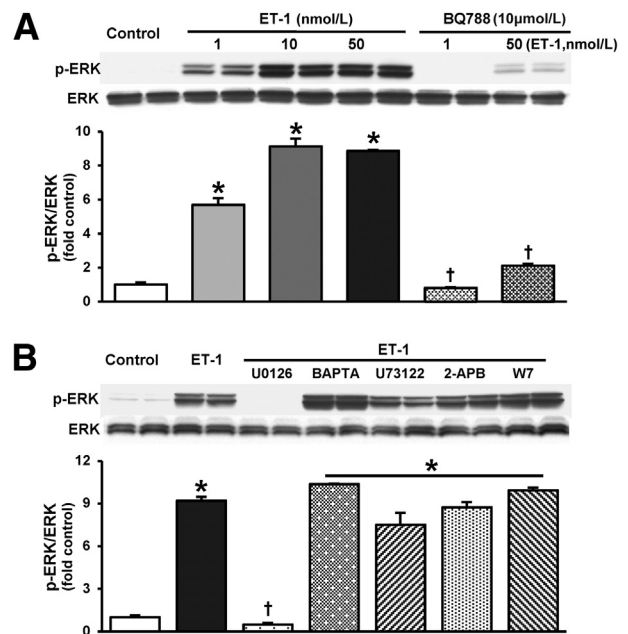 A
Control
ET-1 (nmol/L)
BQ788 (10μmol/L)
1 10 50 1 50 (ET-1,nmol/L)
p-ERK
ERK
p-ERK/ERK
(fold control)
10
8
6
4
2
0
*
*
*
†
†
B
Control
ET-1
ET-1
U0126 BAPTA U73122 2-APB W7
p-ERK
ERK
p-ERK/ERK
(fold control)
12
9
6
3
0
*
†
*